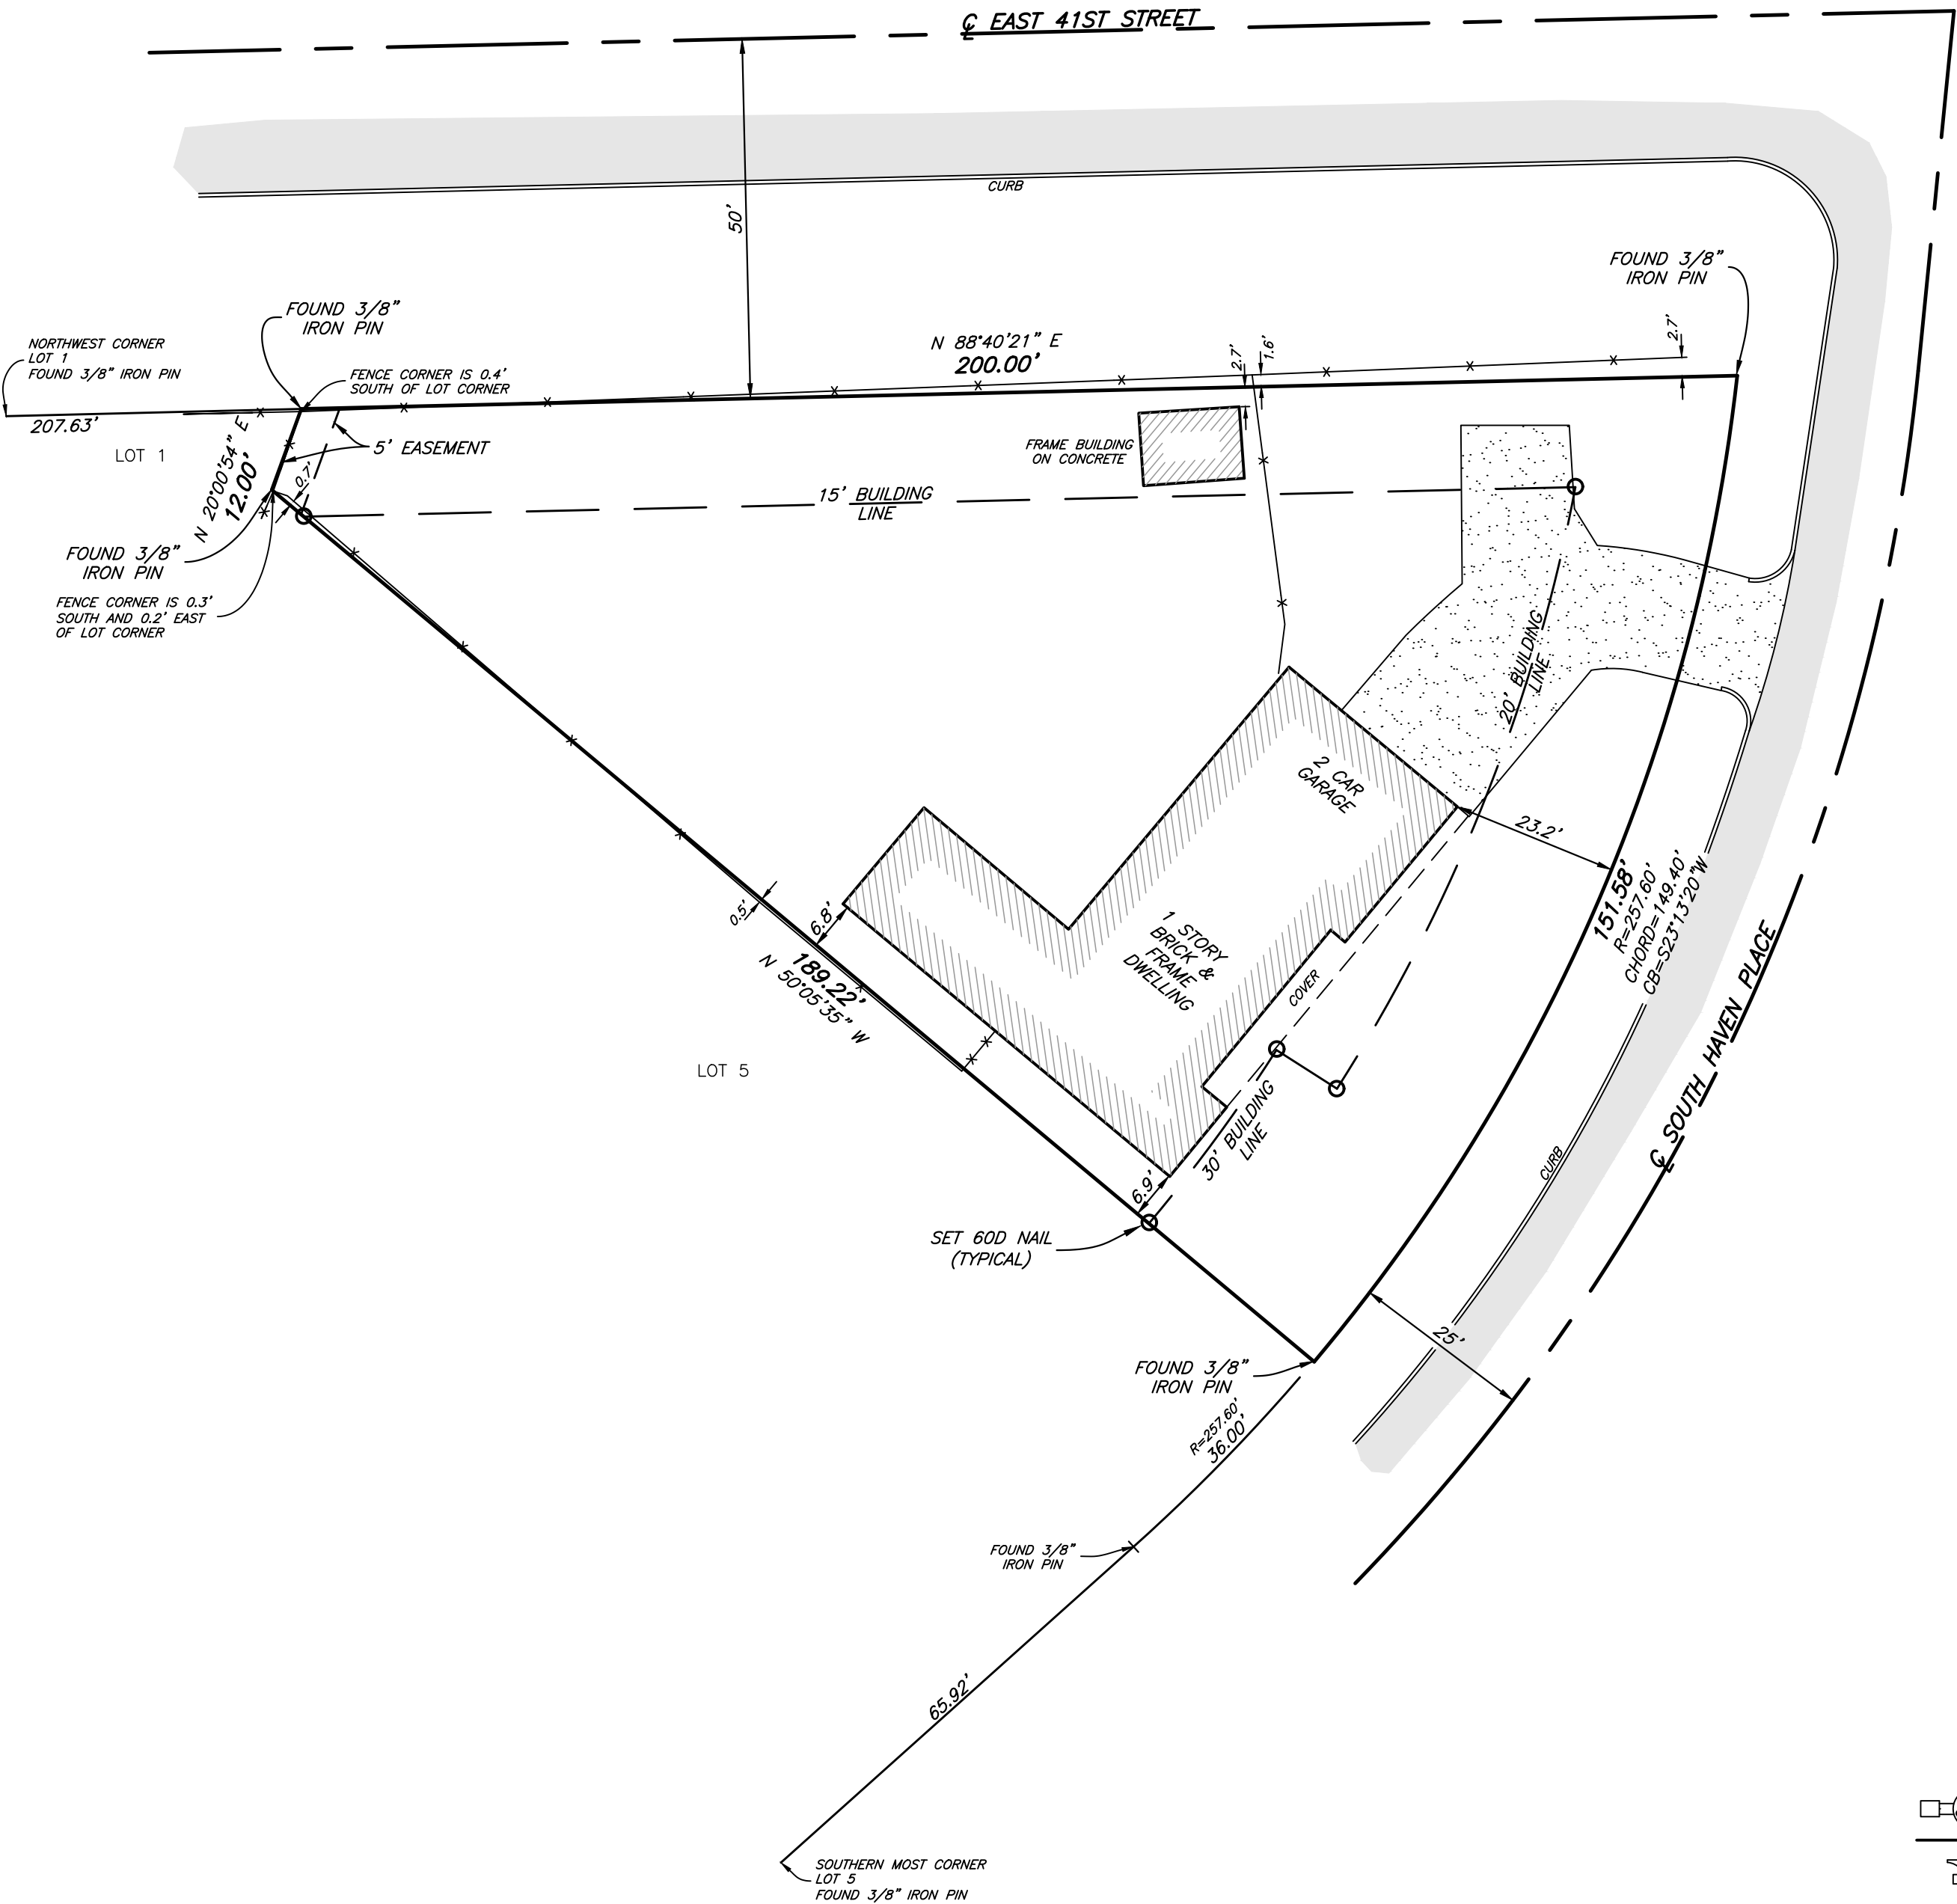 ℄ EAST 41ST STREET
CURB
50'
FOUND 3/8"
IRON PIN
FOUND 3/8"
IRON PIN
NORTHWEST CORNER
LOT 1
FOUND 3/8" IRON PIN
N 88°40'21" E
200.00'
2.7'
1.6'
2.7'
FENCE CORNER IS 0.4'
SOUTH OF LOT CORNER
207.63'
LOT 1
N 20°00'54" E
12.00'
0.7'
5' EASEMENT
FRAME BUILDING
ON CONCRETE
15' BUILDING
LINE
FOUND 3/8"
IRON PIN
FENCE CORNER IS 0.3'
SOUTH AND 0.2' EAST
OF LOT CORNER
20' BUILDING
LINE
2 CAR
GARAGE
23.2'
151.58'
R=257.60'
CHORD=149.40'
CB=S23°13'20"W
0.5'
6.8'
189.22'
N 50°05'35" W
1 STORY
BRICK &
FRAME
DWELLING
COVER
℄ SOUTH HAVEN PLACE
LOT 5
30' BUILDING
LINE
CURB
6.9'
SET 60D NAIL
(TYPICAL)
25'
FOUND 3/8"
IRON PIN
R=257.60'
36.00'
FOUND 3/8"
IRON PIN
65.92'
SOUTHERN MOST CORNER
LOT 5
FOUND 3/8" IRON PIN